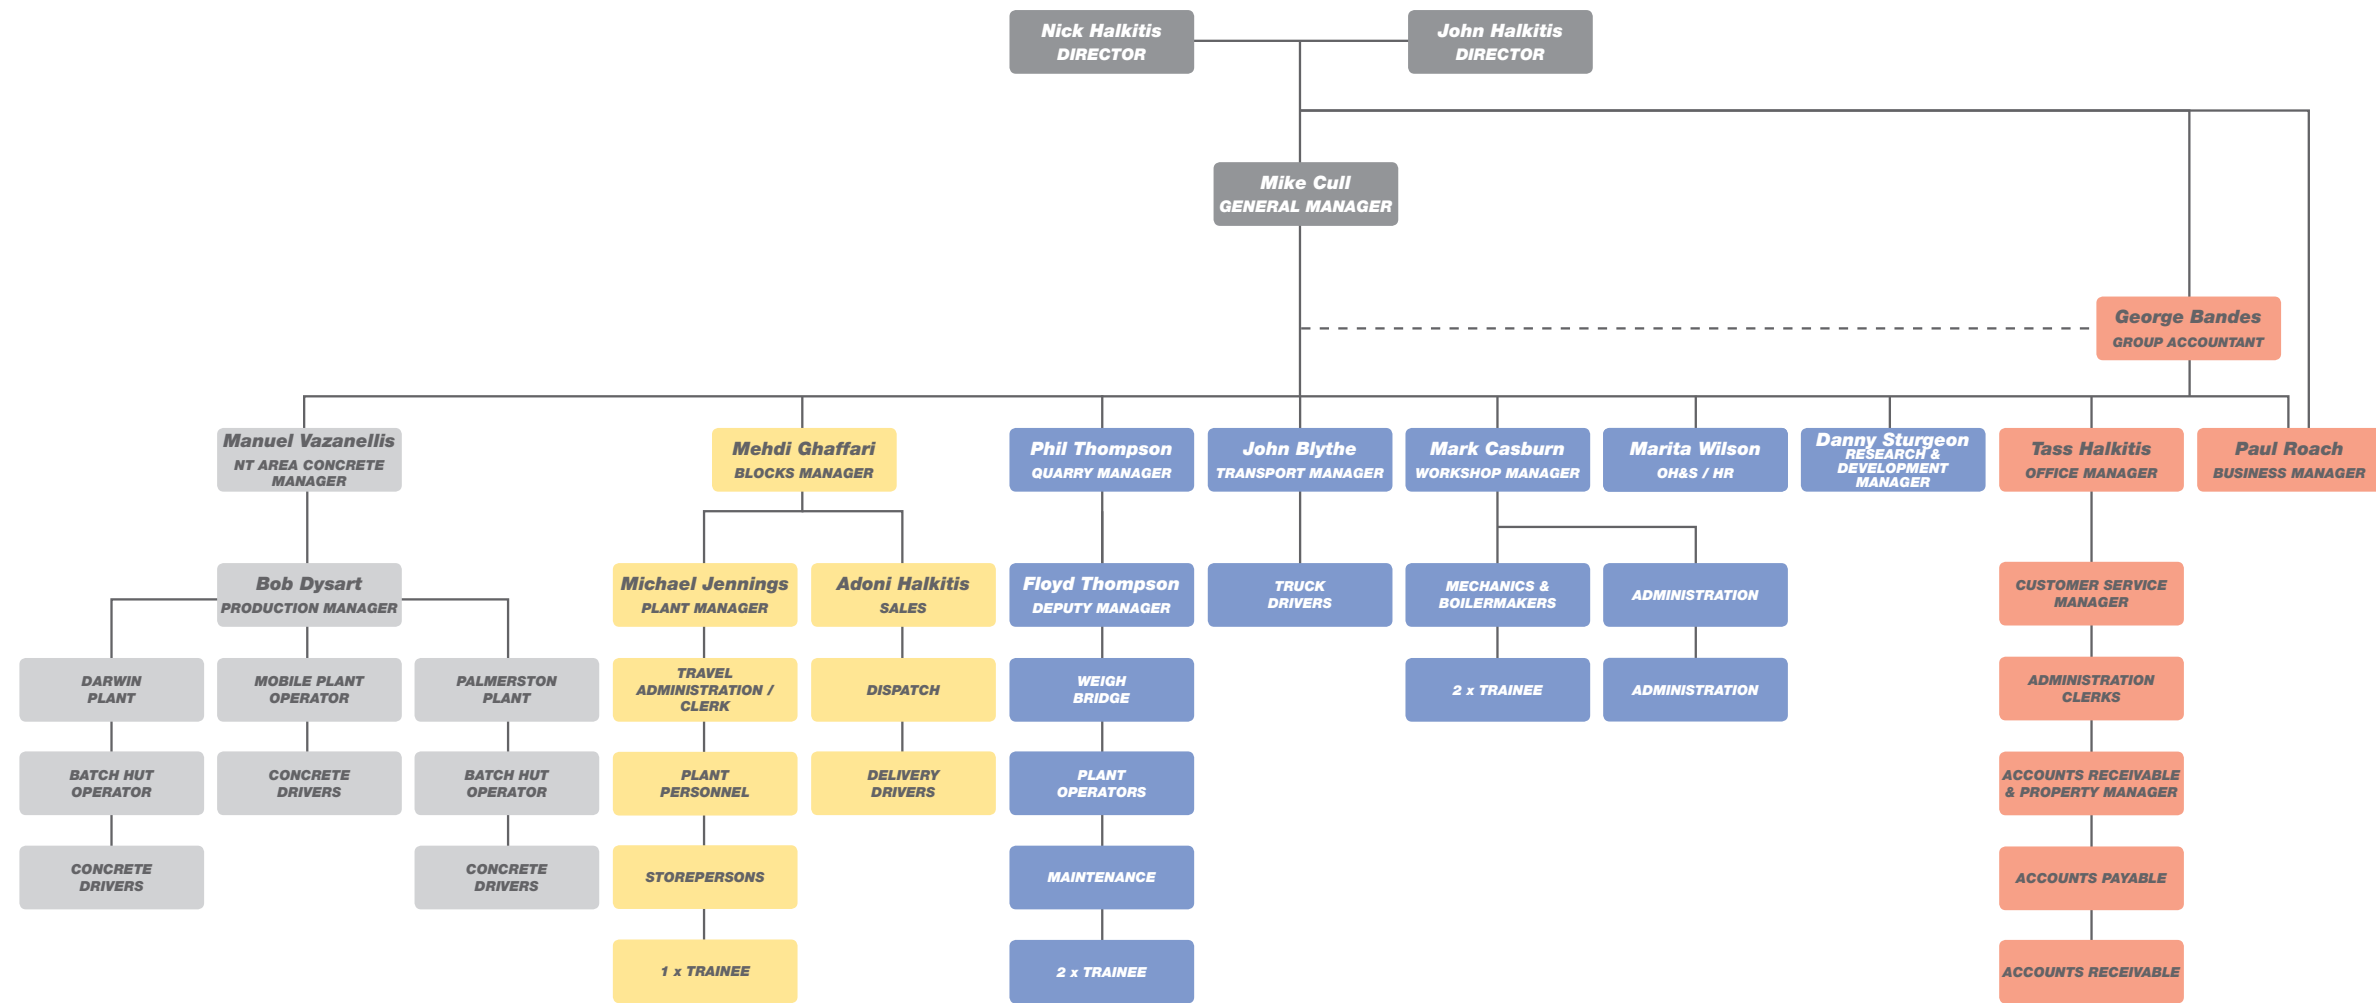 Nick Halkitis
DIRECTOR
John Halkitis
DIRECTOR
Mike Cull
GENERAL MANAGER
George Bandes
GROUP ACCOUNTANT
Manuel Vazanellis
NT AREA CONCRETE
MANAGER
Mehdi Ghaffari
BLOCKS MANAGER
Phil Thompson
QUARRY MANAGER
John Blythe
TRANSPORT MANAGER
Mark Casburn
WORKSHOP MANAGER
Marita Wilson
OH&S / HR
Danny Sturgeon
RESEARCH &
DEVELOPMENT
MANAGER
Tass Halkitis
OFFICE MANAGER
Paul Roach
BUSINESS MANAGER
Bob Dysart
PRODUCTION MANAGER
Michael Jennings
PLANT MANAGER
Adoni Halkitis
SALES
Floyd Thompson
DEPUTY MANAGER
TRUCK
DRIVERS
MECHANICS &
BOILERMAKERS
ADMINISTRATION
CUSTOMER SERVICE
MANAGER
DARWIN
PLANT
MOBILE PLANT
OPERATOR
PALMERSTON
PLANT
TRAVEL
ADMINISTRATION /
CLERK
DISPATCH
WEIGH
BRIDGE
2 x TRAINEE
ADMINISTRATION
ADMINISTRATION
CLERKS
BATCH HUT
OPERATOR
CONCRETE
DRIVERS
BATCH HUT
OPERATOR
PLANT
PERSONNEL
DELIVERY
DRIVERS
PLANT
OPERATORS
ACCOUNTS RECEIVABLE
& PROPERTY MANAGER
CONCRETE
DRIVERS
CONCRETE
DRIVERS
STOREPERSONS
MAINTENANCE
ACCOUNTS PAYABLE
1 x TRAINEE
2 x TRAINEE
ACCOUNTS RECEIVABLE